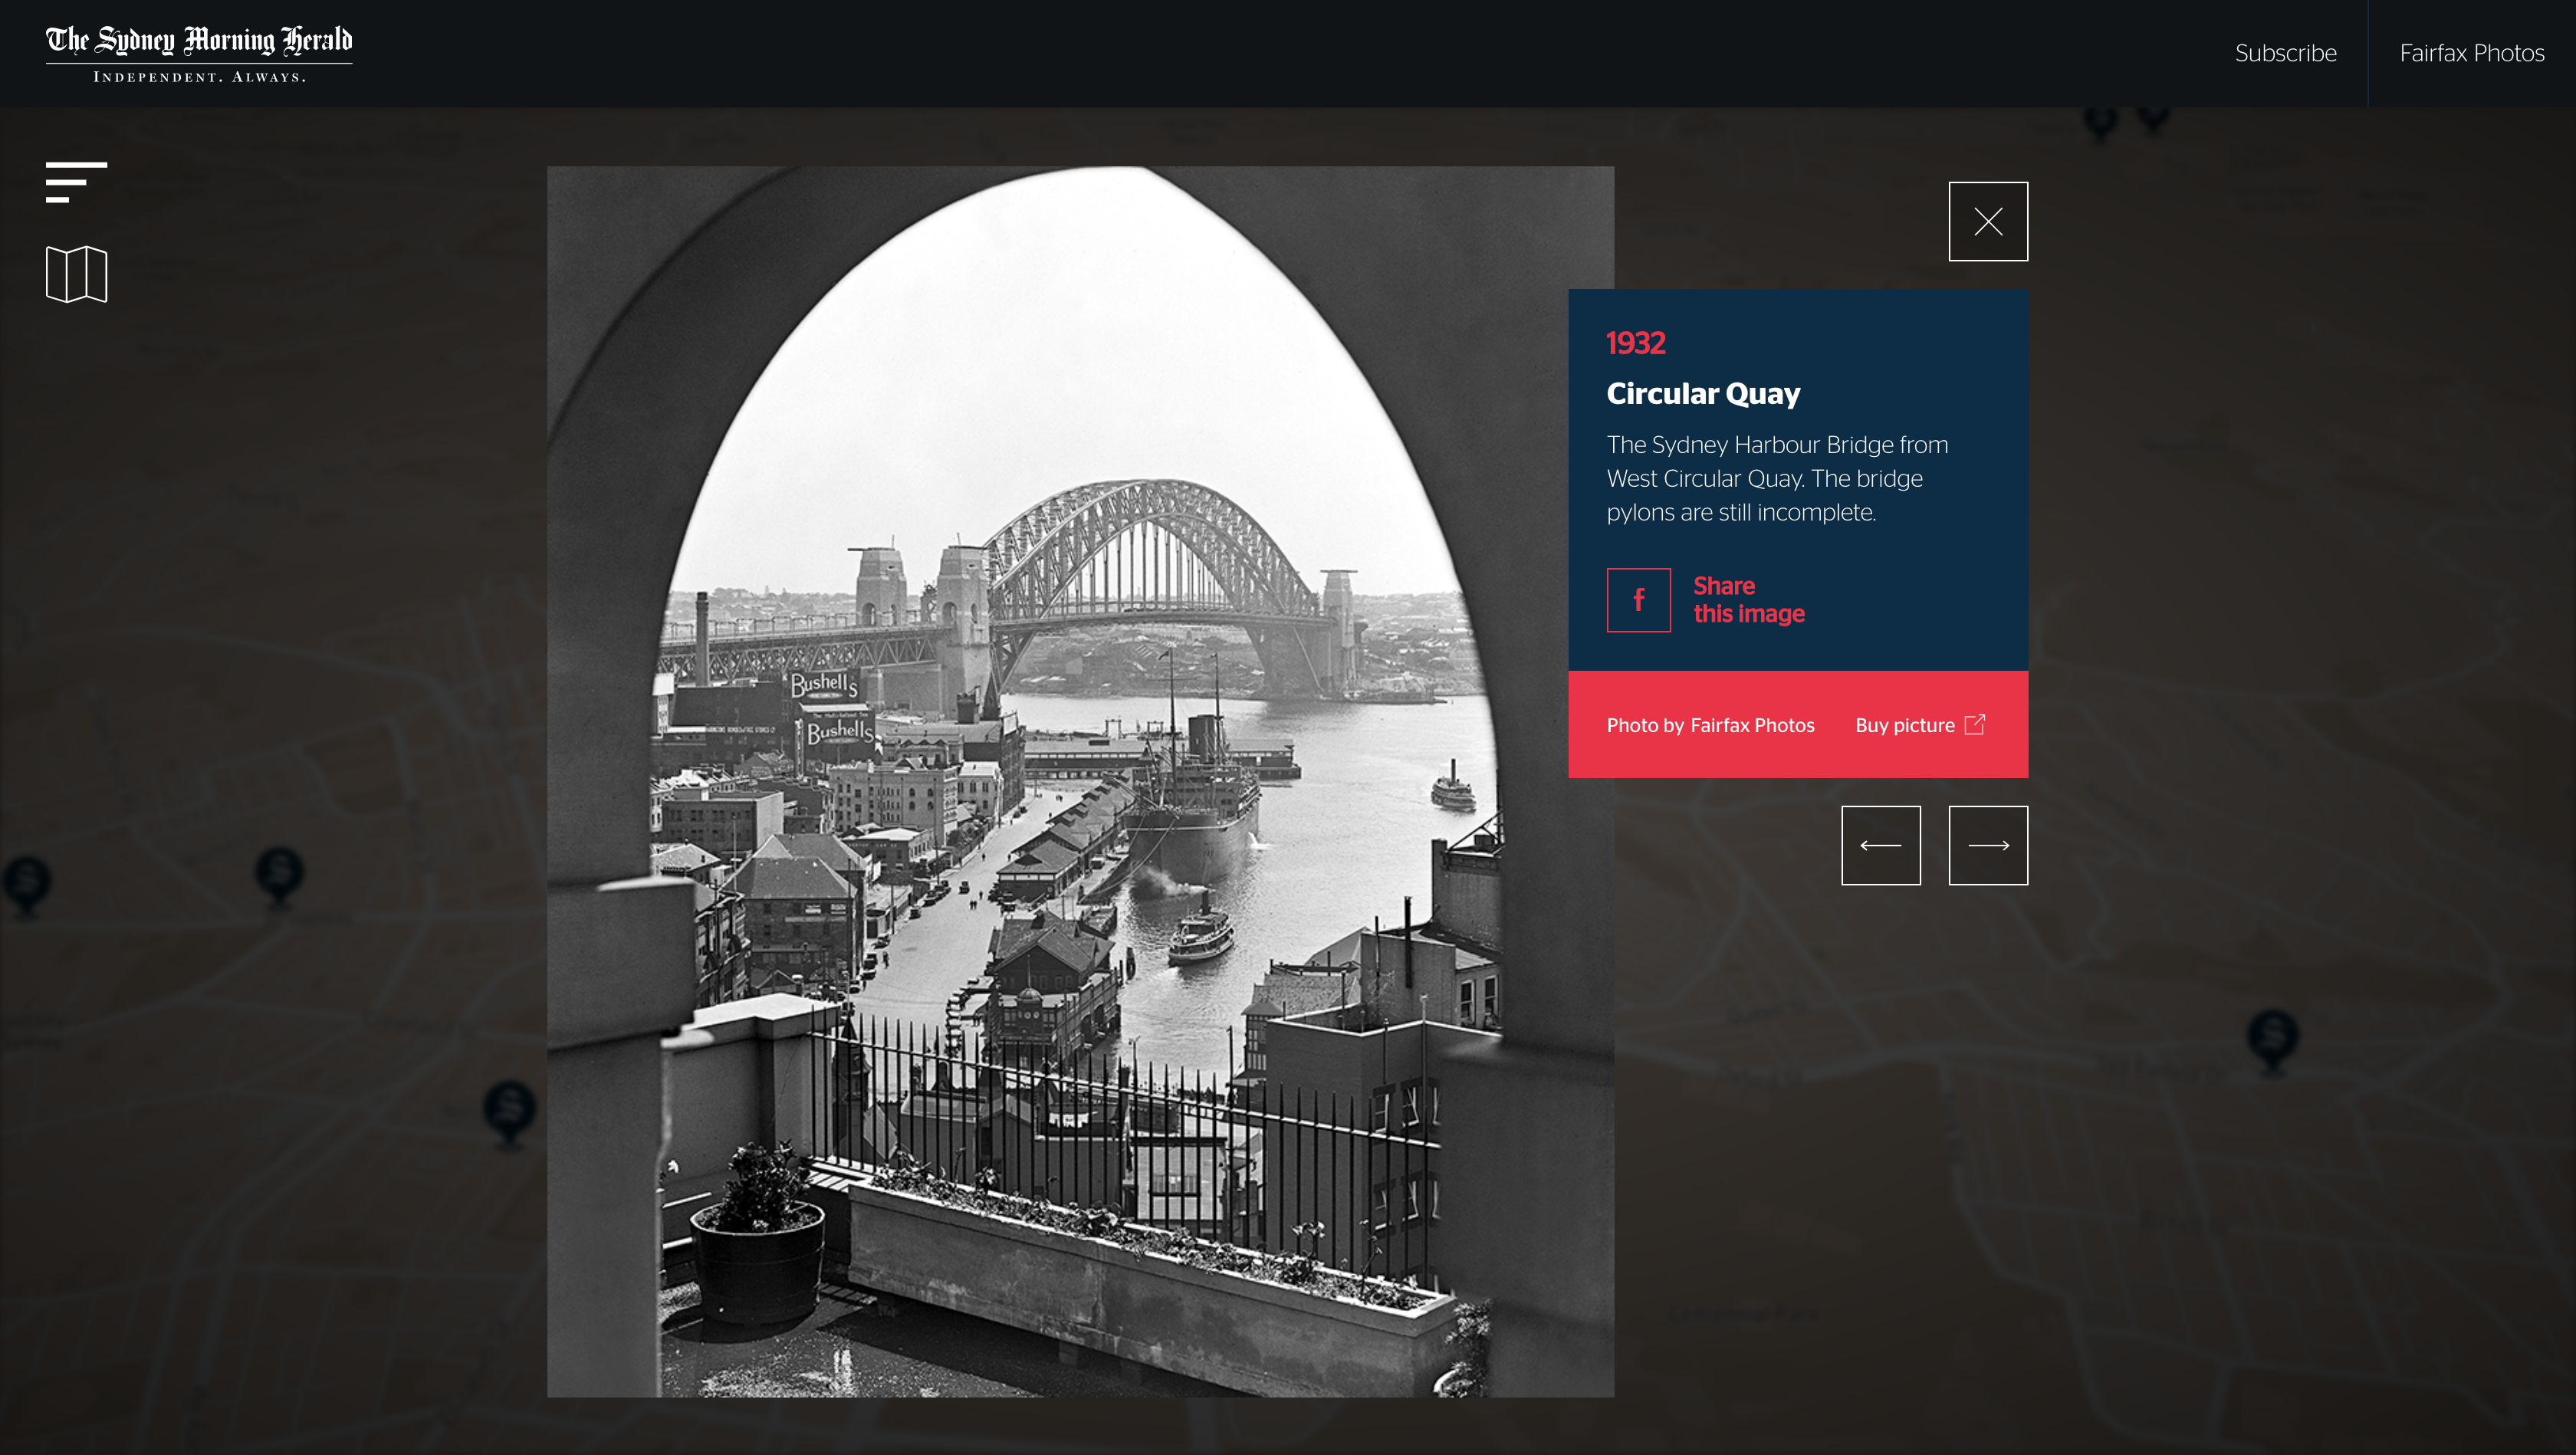 The Sydney Morning Herald
INDEPENDENT. ALWAYS.
Subscribe
Fairfax Photos
1932
Circular Quay
The Sydney Harbour Bridge from
West Circular Quay. The bridge
pylons are still incomplete.
f
Share
this image
Photo by Fairfax Photos
Buy picture
Bushells
Bushells